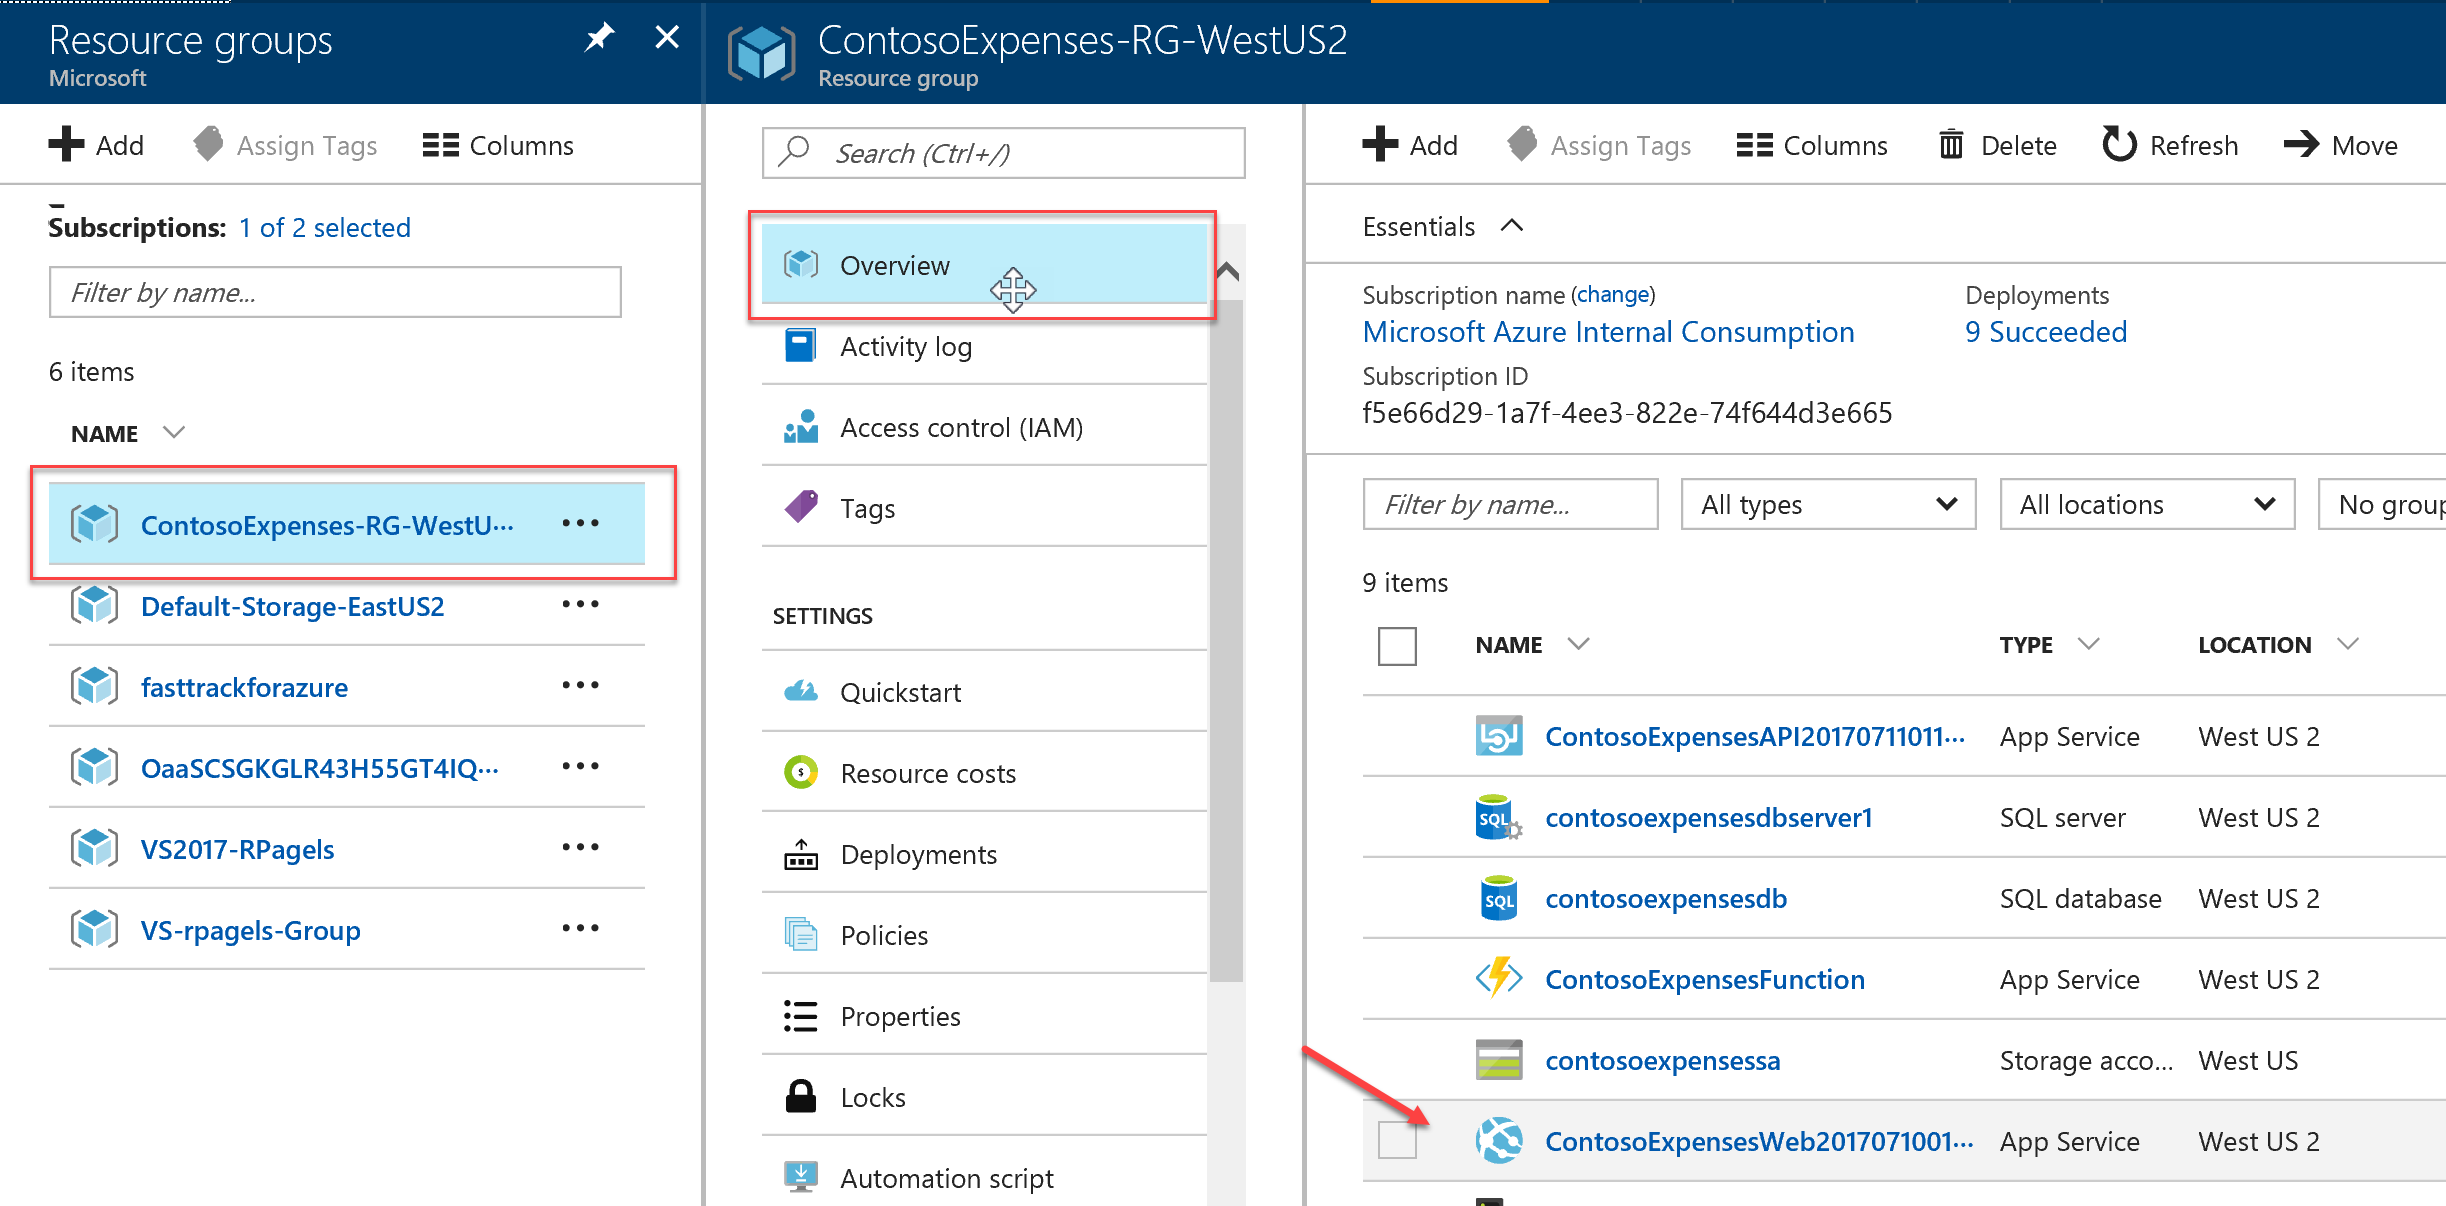 Resource groups
Microsoft
Add
Assign Tags
Columns
Subscriptions: 1 of 2 selected
Filter by name...
6 items
NAME
ContosoExpenses-RG-WestU...
Default-Storage-EastUS2
fasttrackforazure
OaaSCSGKGLR43H55GT4IQ...
VS2017-RPagels
VS-rpagels-Group
ContosoExpenses-RG-WestUS2
Resource group
Search (Ctrl+/)
Overview
Activity log
Access control (IAM)
Tags
SETTINGS
Quickstart
Resource costs
Deployments
Policies
Properties
Locks
Automation script
Add
Assign Tags
Columns
Delete
Refresh
Move
Essentials
Subscription name (change)
Microsoft Azure Internal Consumption
Deployments
9 Succeeded
Subscription ID
f5e66d29-1a7f-4ee3-822e-74f644d3e665
Filter by name...
All types
All locations
No group
9 items
NAME TYPE LOCATION
ContosoExpensesAPI20170711011... App Service West US 2
contosoexpensesdbserver1 SQL server West US 2
contosoexpensesdb SQL database West US 2
ContosoExpensesFunction App Service West US 2
contosoexpensessa Storage acco... West US
ContosoExpensesWeb2017071001... App Service West US 2